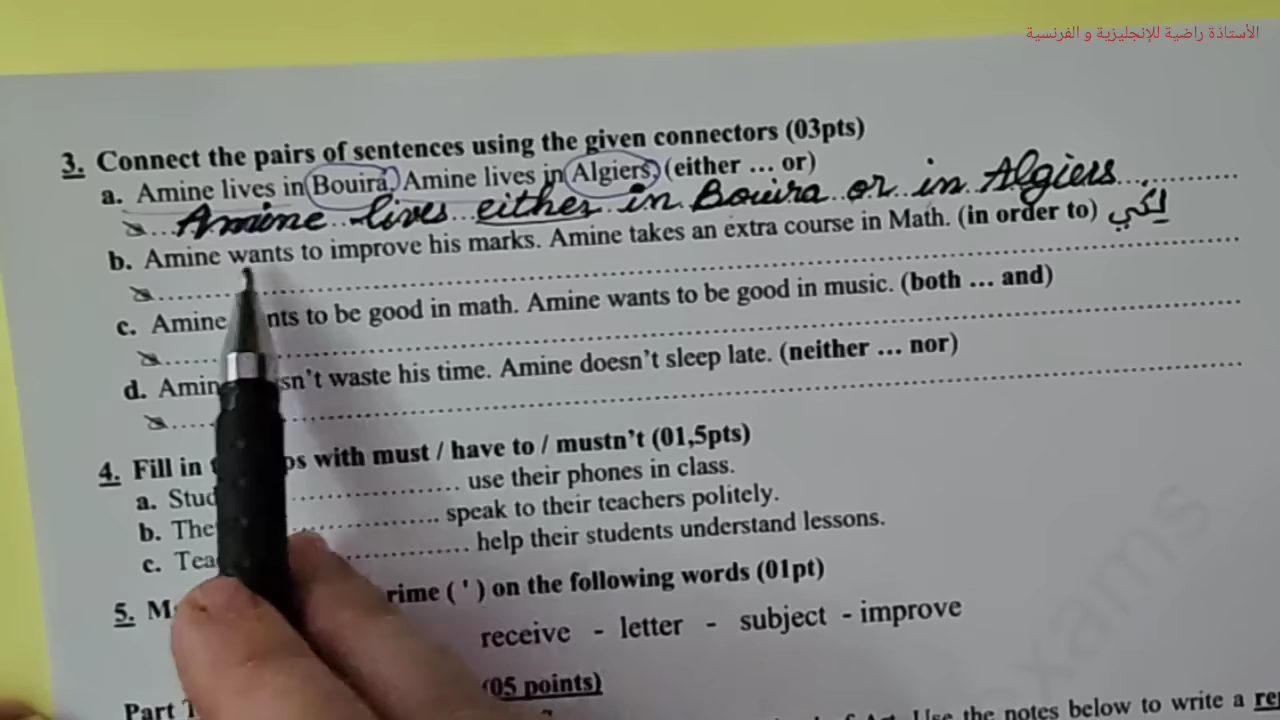 الأستاذة راضية للإنجليزية و الفرنسية
3. Connect the pairs of sentences using the given connectors (03pts)
a. Amine lives in Bouira. Amine lives in Algiers. (either ... or)
Amine lives either in Bouira or in Algiers
b. Amine wants to improve his marks. Amine takes an extra course in Math. (in order to) لكي
c. Amine nts to be good in math. Amine wants to be good in music. (both ... and)
d. Amin sn't waste his time. Amine doesn't sleep late. (neither ... nor)
4. Fill in ps with must / have to / mustn't (01,5pts)
a. Stud .................... use their phones in class.
b. The .................... speak to their teachers politely.
c. Tea .................... help their students understand lessons.
5. M rime ( ' ) on the following words (01pt)
receive - letter - subject - improve
Part (05 points)
Use the notes below to write a re
exams